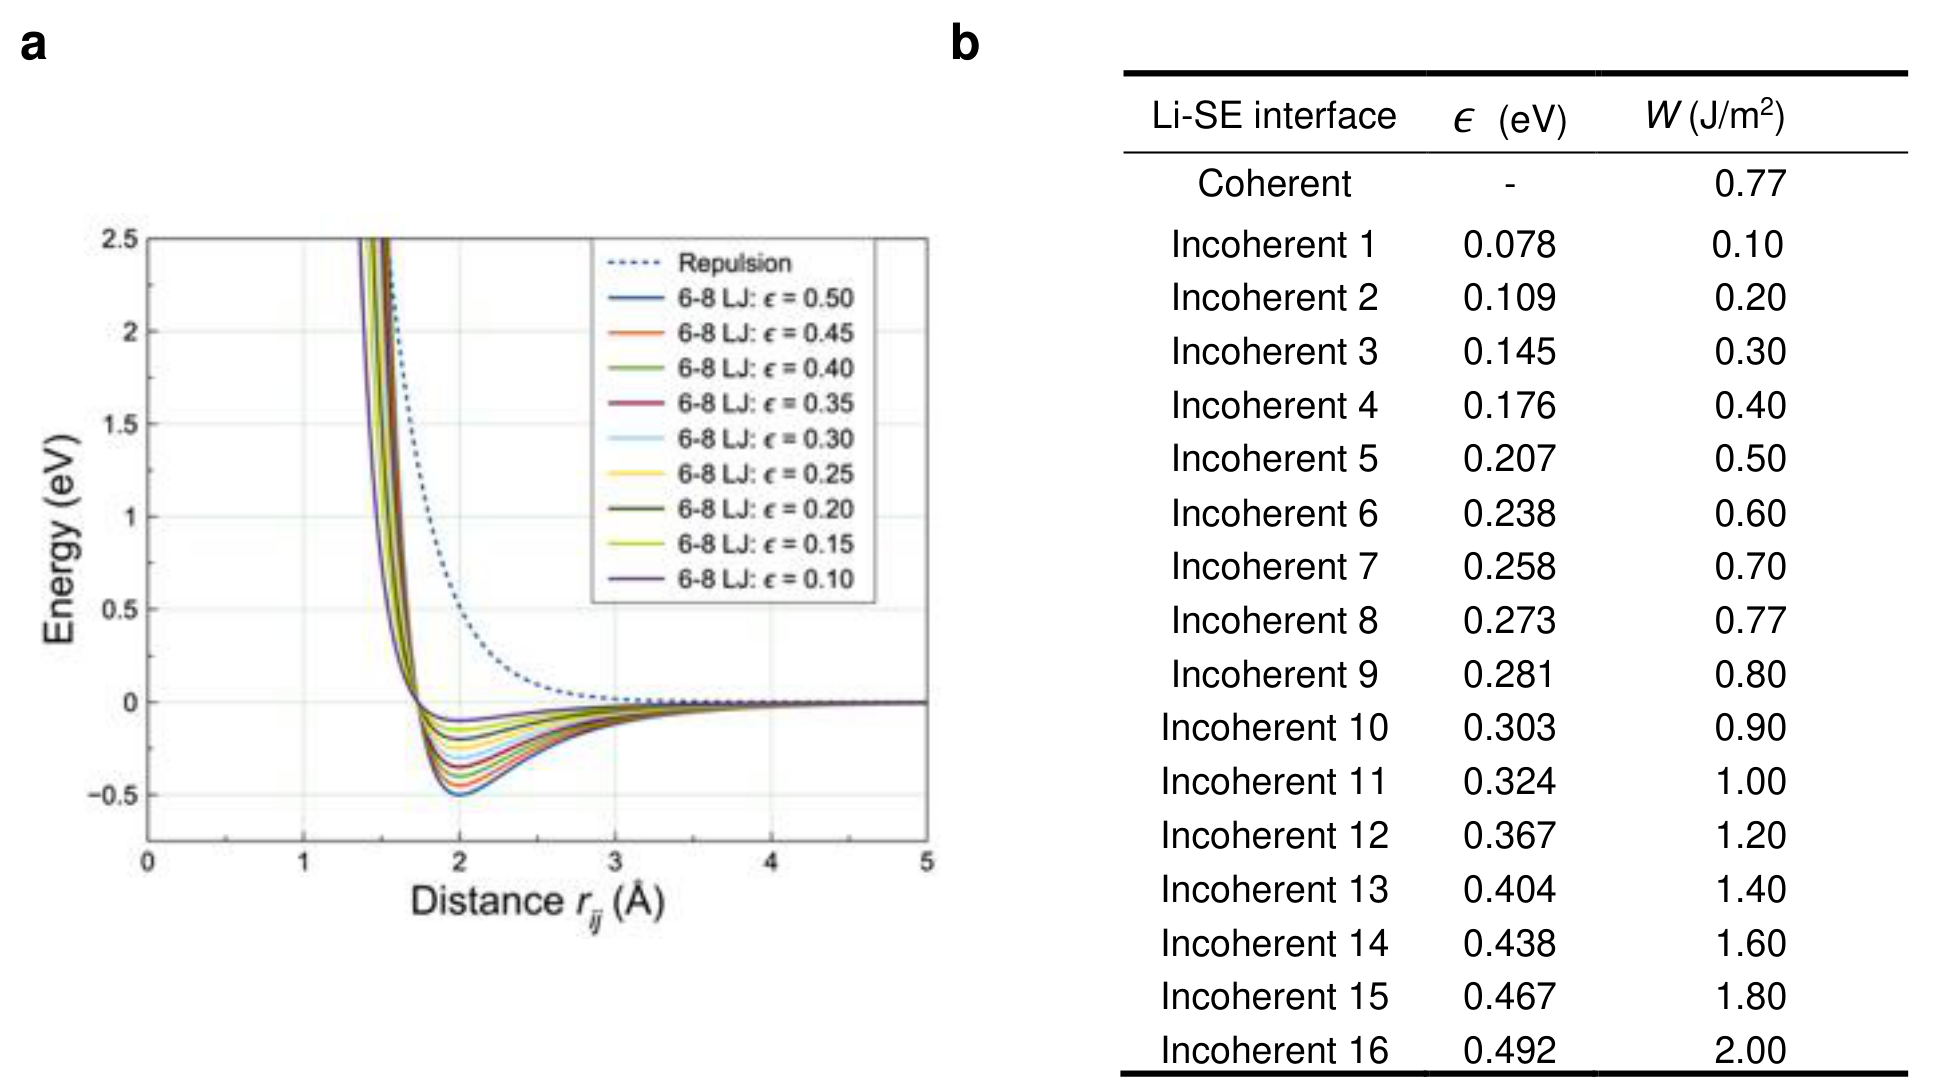 a
b
2.5
2
1.5
1
0.5
0
−0.5
Energy (eV)
0 1 2 3 4 5
Distance rij (Å)
Repulsion
6-8 LJ: ϵ = 0.50
6-8 LJ: ϵ = 0.45
6-8 LJ: ϵ = 0.40
6-8 LJ: ϵ = 0.35
6-8 LJ: ϵ = 0.30
6-8 LJ: ϵ = 0.25
6-8 LJ: ϵ = 0.20
6-8 LJ: ϵ = 0.15
6-8 LJ: ϵ = 0.10
Li-SE interface ϵ (eV) W (J/m²)
Coherent - 0.77
Incoherent 1 0.078 0.10
Incoherent 2 0.109 0.20
Incoherent 3 0.145 0.30
Incoherent 4 0.176 0.40
Incoherent 5 0.207 0.50
Incoherent 6 0.238 0.60
Incoherent 7 0.258 0.70
Incoherent 8 0.273 0.77
Incoherent 9 0.281 0.80
Incoherent 10 0.303 0.90
Incoherent 11 0.324 1.00
Incoherent 12 0.367 1.20
Incoherent 13 0.404 1.40
Incoherent 14 0.438 1.60
Incoherent 15 0.467 1.80
Incoherent 16 0.492 2.00